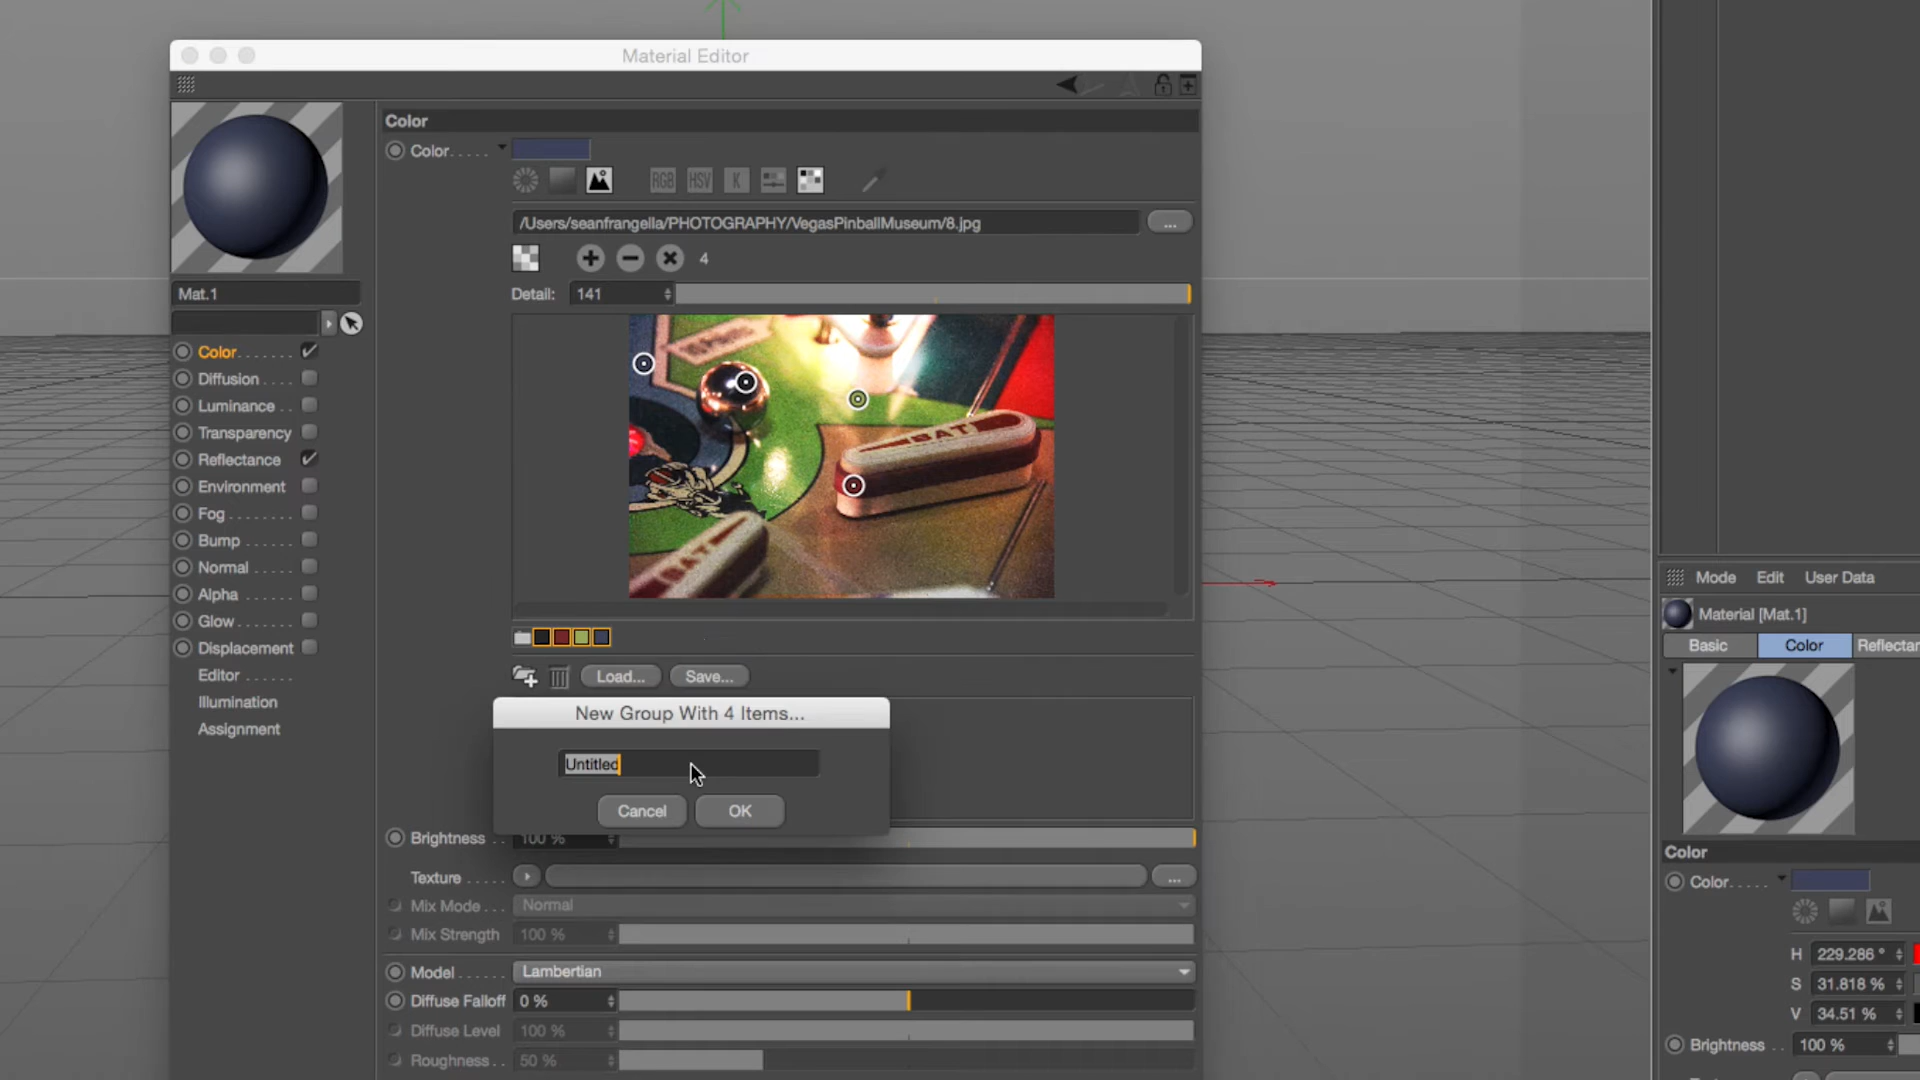 Material Editor
Color
Color.....
RGB HSV K
/Users/seanfrangella/PHOTOGRAPHY/VegasPinballMuseum/8.jpg
...
4
Detail: 141
Mat.1
BAT
BAT
Color.......
Diffusion ....
Luminance ..
Transparency
Reflectance
Environment
Fog .......
Bump ......
Normal .....
Alpha ......
Glow .......
Displacement
Editor ......
Illumination
Assignment
Load... Save...
New Group With 4 Items...
Untitled
Cancel OK
Brightness .. 100 %
Texture ..... ...
Mix Mode ... Normal
Mix Strength 100 %
Model ...... Lambertian
Diffuse Falloff 0 %
Diffuse Level 100 %
Roughness.. 50 %
Mode Edit User Data
Material [Mat.1]
Basic Color Reflectan
Color
Color.....
H 229.286 °
S 31.818 %
V 34.51 %
Brightness .. 100 %